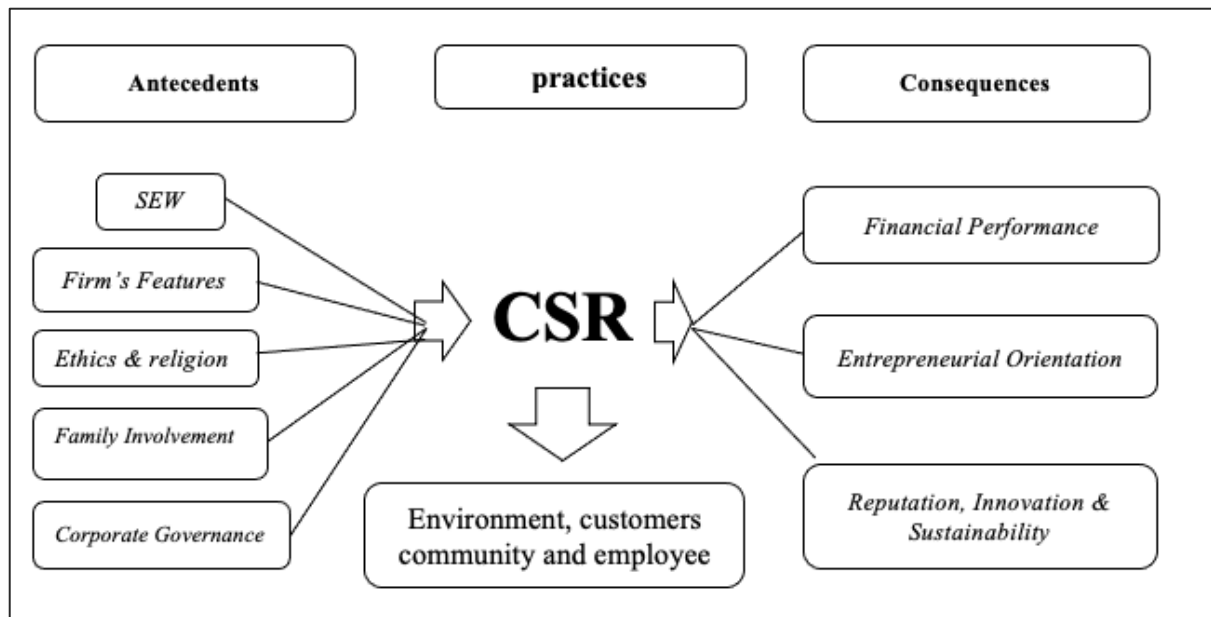 Antecedents
practices
Consequences
SEW
Firm's Features
Ethics & religion
Family Involvement
Corporate Governance
CSR
Environment, customers
community and employee
Financial Performance
Entrepreneurial Orientation
Reputation, Innovation &
Sustainability